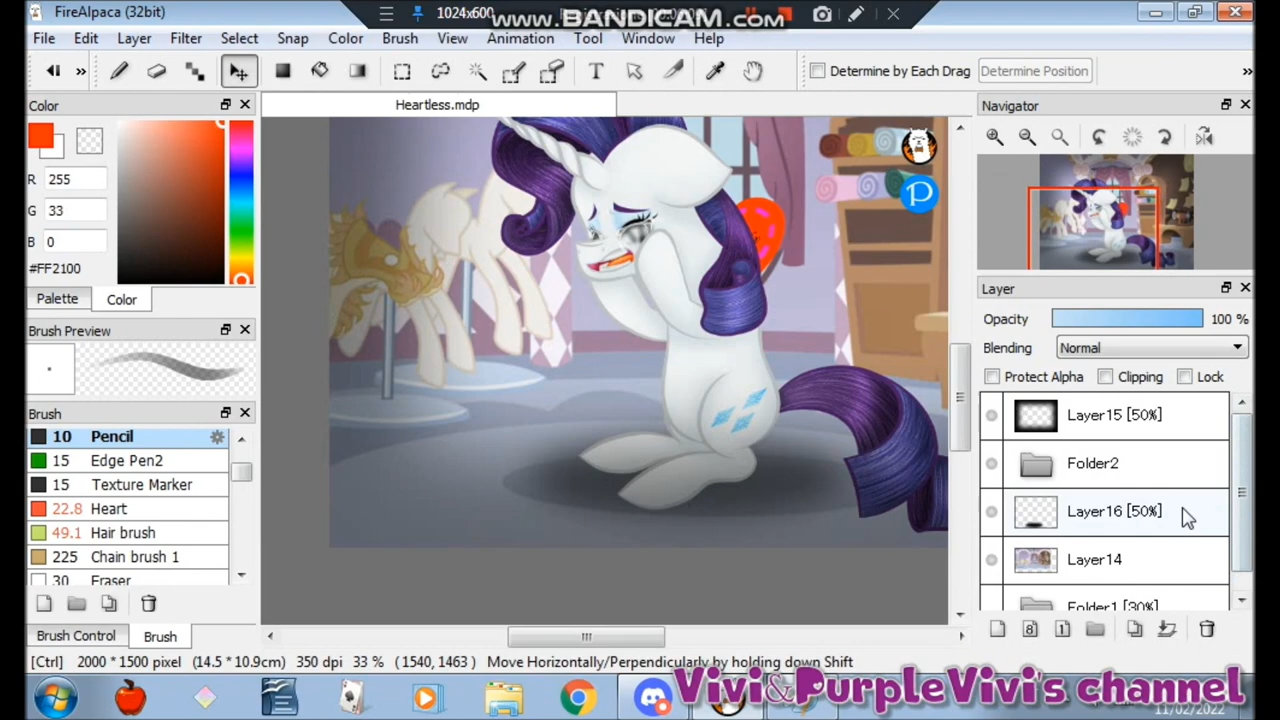 FireAlpaca (32bit)
1024x600
WWW.BANDICAM.COM
File Edit Layer Filter Select Snap Color Brush View Animation Tool Window Help
Determine by Each Drag Determine Position
Color
Heartless.mdp
Navigator
R 255
G 33
B 0
#FF2100
Palette Color
Brush Preview
Brush
10 Pencil
15 Edge Pen2
15 Texture Marker
22.8 Heart
49.1 Hair brush
225 Chain brush 1
30 Eraser
Brush Control Brush
P
Layer
Opacity 100 %
Blending Normal
Protect Alpha Clipping Lock
Layer15 [50%]
Folder2
Layer16 [50%]
Layer14
Folder1 [30%]
8 1
[Ctrl] 2000 * 1500 pixel (14.5 * 10.9cm) 350 dpi 33 % (1540, 1463) Move Horizontally/Perpendicularly by holding down Shift
Vivi&PurpleVivi's channel
11/02/2022